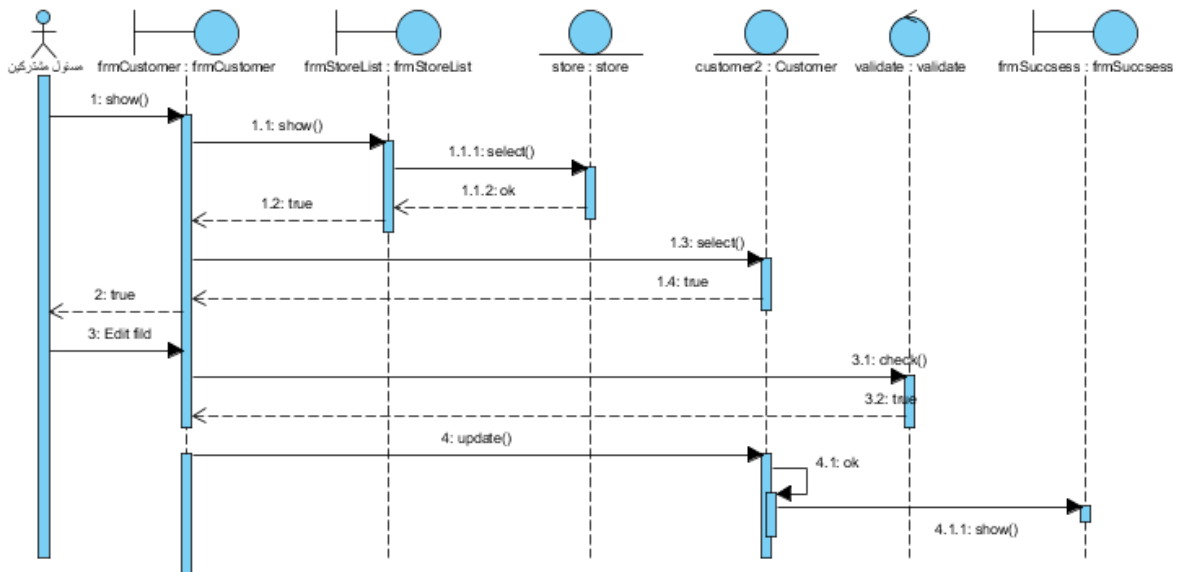 مسئول مشترکین
frmCustomer : frmCustomer
frmStoreList : frmStoreList
store : store
customer2 : Customer
validate : validate
frmSuccsess : frmSuccsess
1: show()
1.1: show()
1.1.1: select()
1.1.2: ok
1.2: true
1.3: select()
1.4: true
2: true
3: Edit fild
3.1: check()
3.2: true
4: update()
4.1: ok
4.1.1: show()